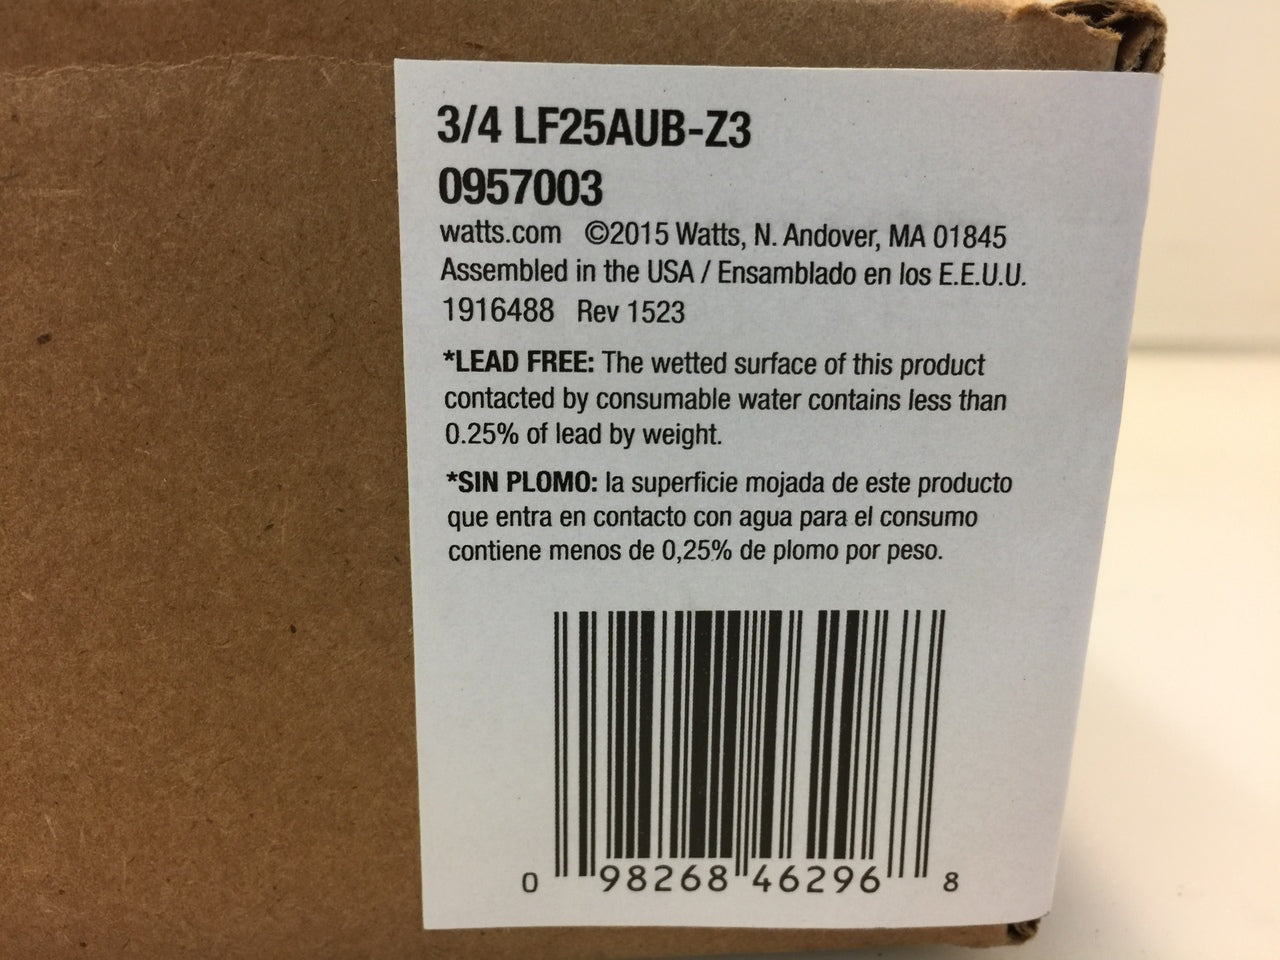 3/4 LF25AUB-Z3
0957003
watts.com ©2015 Watts, N. Andover, MA 01845
Assembled in the USA / Ensamblado en los E.E.U.U.
1916488 Rev 1523
*LEAD FREE: The wetted surface of this product
contacted by consumable water contains less than
0.25% of lead by weight.
*SIN PLOMO: la superficie mojada de este producto
que entra en contacto con agua para el consumo
contiene menos de 0,25% de plomo por peso.
0 98268 46296 8